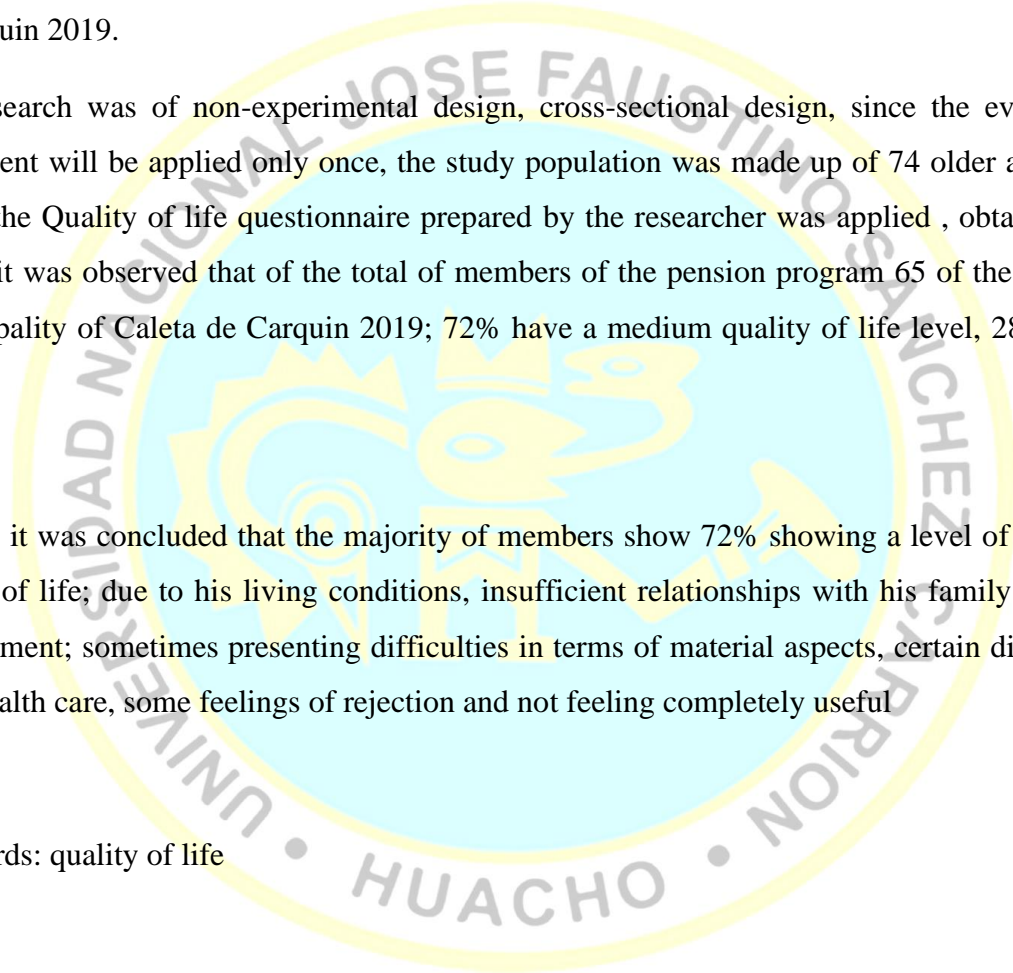 uin 2019.
search was of non-experimental design, cross-sectional design, since the ev
ent will be applied only once, the study population was made up of 74 older a
the Quality of life questionnaire prepared by the researcher was applied , obta
it was observed that of the total of members of the pension program 65 of the
pality of Caleta de Carquin 2019; 72% have a medium quality of life level, 28
it was concluded that the majority of members show 72% showing a level of
of life; due to his living conditions, insufficient relationships with his family
ment; sometimes presenting difficulties in terms of material aspects, certain di
alth care, some feelings of rejection and not feeling completely useful
rds: quality of life
UNIVERSIDAD NACIONAL JOSE FAUSTINO SANCHEZ CARRION • HUACHO •